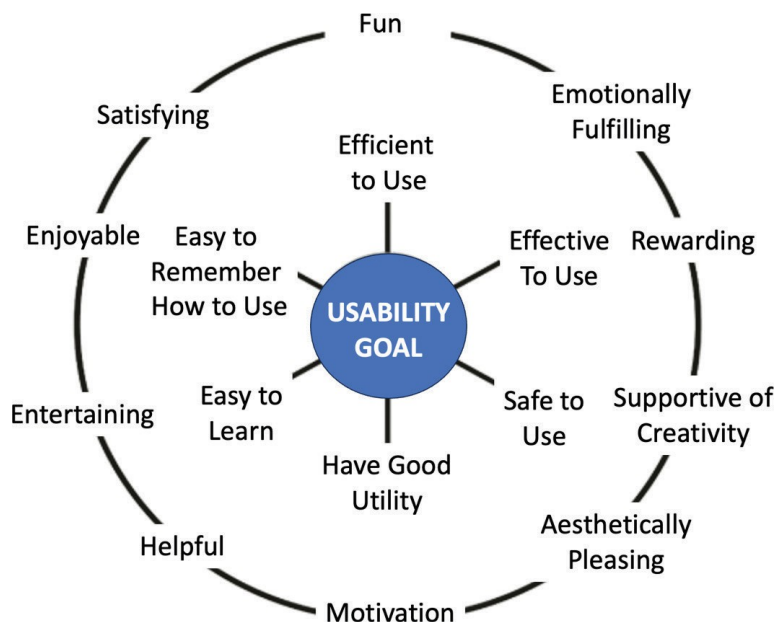 Fun
Emotionally
Fulfilling
Satisfying
Efficient
to Use
Enjoyable
Easy to
Remember
How to Use
Effective
To Use
Rewarding
USABILITY
GOAL
Entertaining
Easy to
Learn
Safe to
Use
Supportive of
Creativity
Have Good
Utility
Helpful
Aesthetically
Pleasing
Motivation